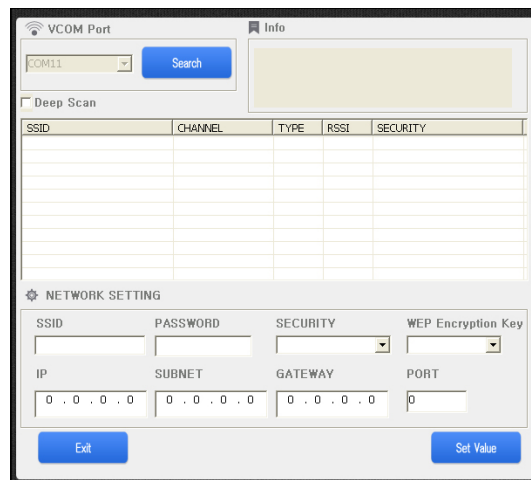 VCOM Port
Info
COM11
Search
Deep Scan
SSID CHANNEL TYPE RSSI SECURITY
NETWORK SETTING
SSID PASSWORD SECURITY WEP Encryption Key
IP SUBNET GATEWAY PORT
0 . 0 . 0 . 0 0 . 0 . 0 . 0 0 . 0 . 0 . 0 0
Exit Set Value